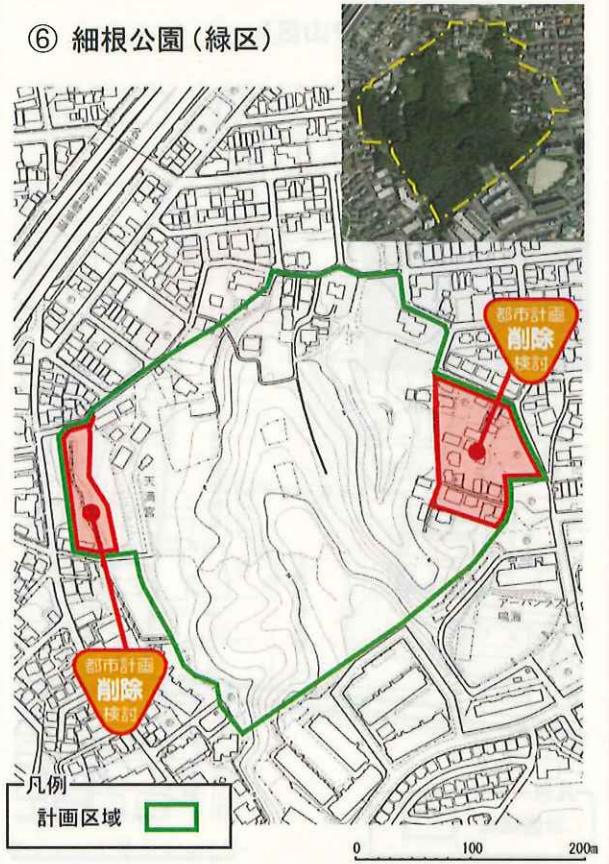 ⑥ 細根公園（緑区）
都市計画
削除
検討
天満宮
アーバンラフレ
鳴海
都市計画
削除
検討
凡例
計画区域
0 100 200m